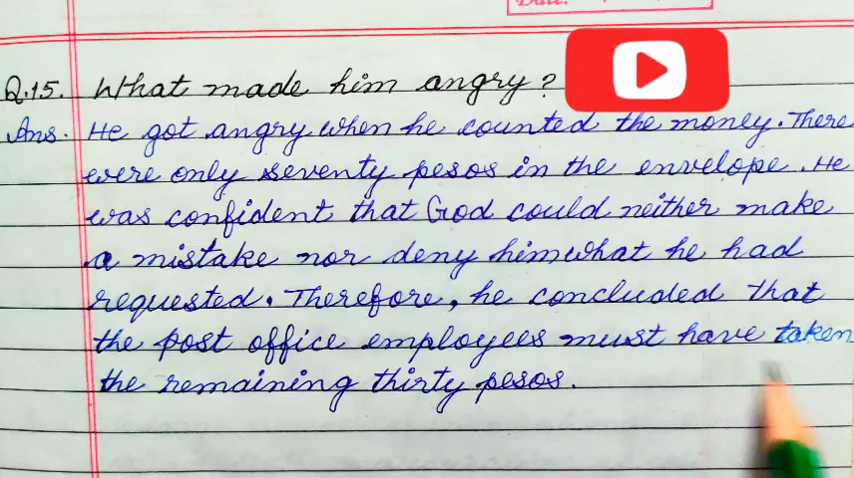 Date:
Q.15. What made him angry?
Ans. He got angry when he counted the money. There
were only seventy pesos in the envelope. He
was confident that God could neither make
a mistake nor deny him what he had
requested. Therefore, he concluded that
the post office employees must have taken
the remaining thirty pesos.